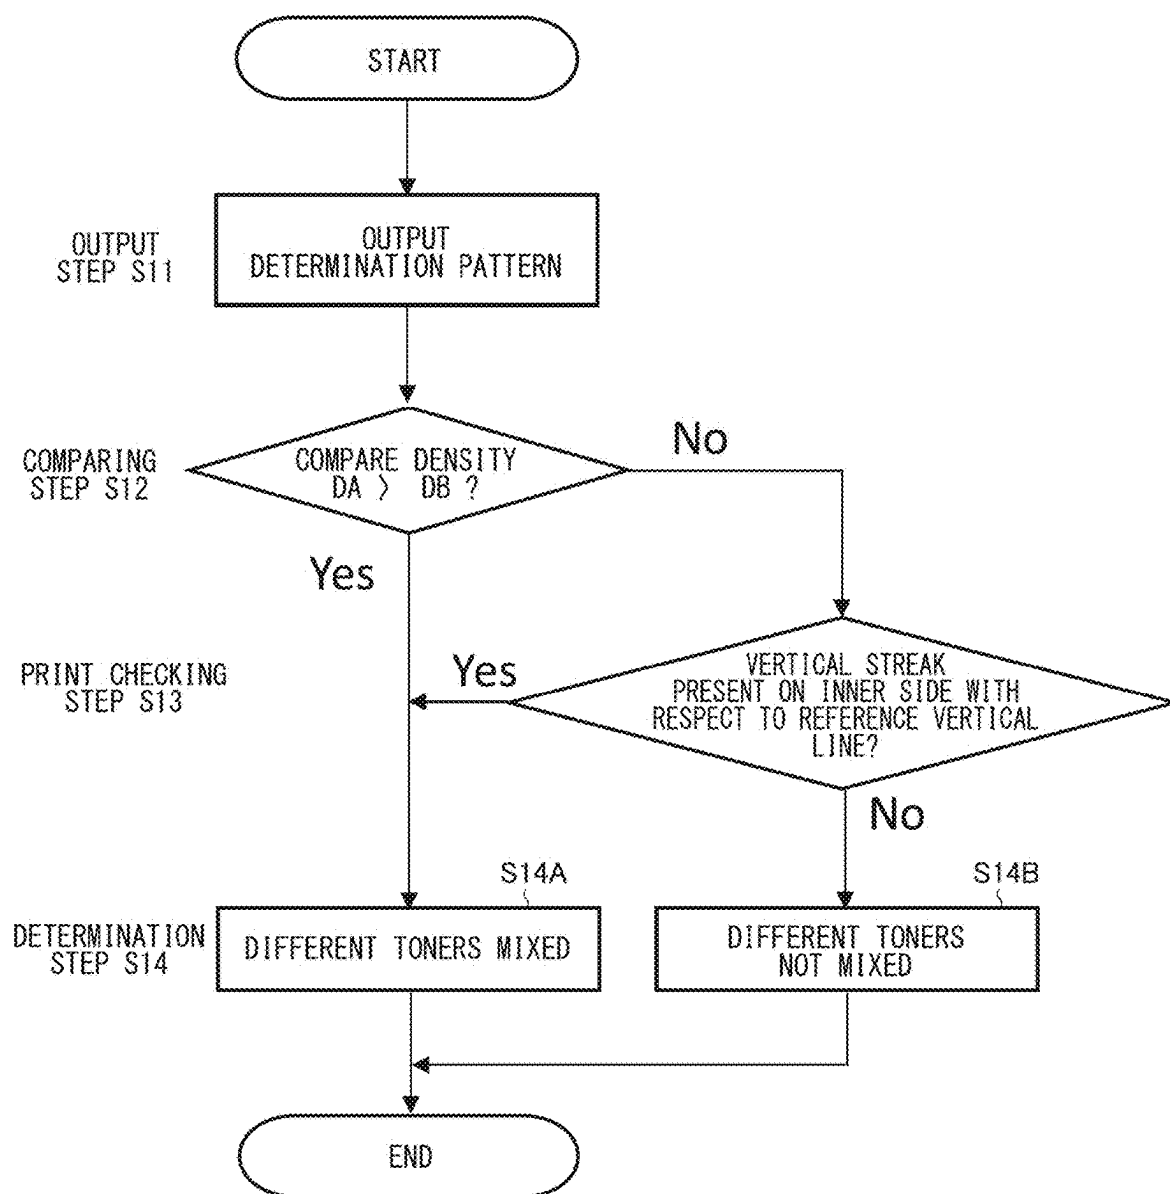 START
OUTPUT
STEP S11
OUTPUT
DETERMINATION PATTERN
COMPARING
STEP S12
COMPARE DENSITY
DA > DB ?
No
Yes
PRINT CHECKING
STEP S13
Yes
VERTICAL STREAK
PRESENT ON INNER SIDE WITH
RESPECT TO REFERENCE VERTICAL
LINE?
No
DETERMINATION
STEP S14
S14A
DIFFERENT TONERS MIXED
S14B
DIFFERENT TONERS
NOT MIXED
END